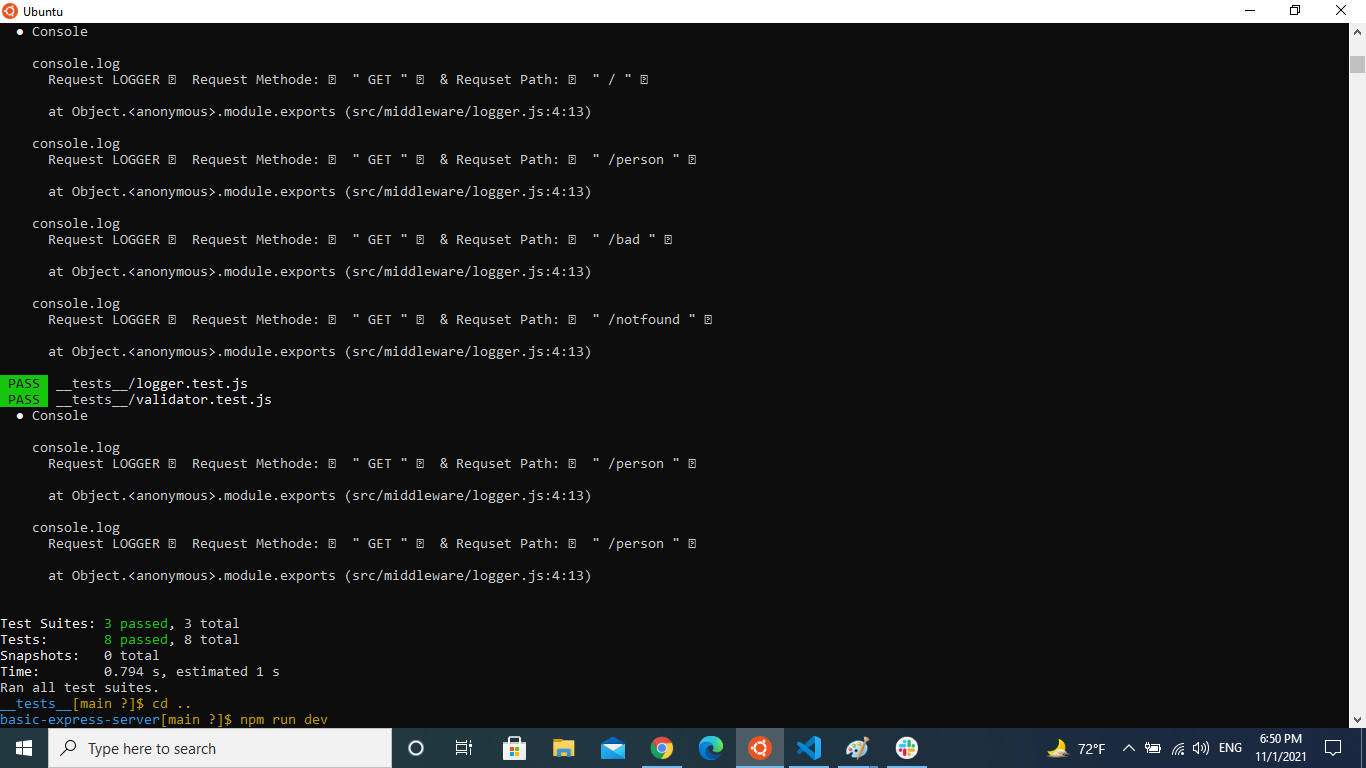 Ubuntu
● Console
console.log
Request LOGGER Request Methode: " GET " & Requset Path: " / "
at Object.<anonymous>.module.exports (src/middleware/logger.js:4:13)
console.log
Request LOGGER Request Methode: " GET " & Requset Path: " /person "
at Object.<anonymous>.module.exports (src/middleware/logger.js:4:13)
console.log
Request LOGGER Request Methode: " GET " & Requset Path: " /bad "
at Object.<anonymous>.module.exports (src/middleware/logger.js:4:13)
console.log
Request LOGGER Request Methode: " GET " & Requset Path: " /notfound "
at Object.<anonymous>.module.exports (src/middleware/logger.js:4:13)
PASS __tests__/logger.test.js
PASS __tests__/validator.test.js
● Console
console.log
Request LOGGER Request Methode: " GET " & Requset Path: " /person "
at Object.<anonymous>.module.exports (src/middleware/logger.js:4:13)
console.log
Request LOGGER Request Methode: " GET " & Requset Path: " /person "
at Object.<anonymous>.module.exports (src/middleware/logger.js:4:13)
Test Suites: 3 passed, 3 total
Tests: 8 passed, 8 total
Snapshots: 0 total
Time: 0.794 s, estimated 1 s
Ran all test suites.
__tests__[main ?]$ cd ..
basic-express-server[main ?]$ npm run dev
Type here to search
72°F
ENG
6:50 PM
11/1/2021